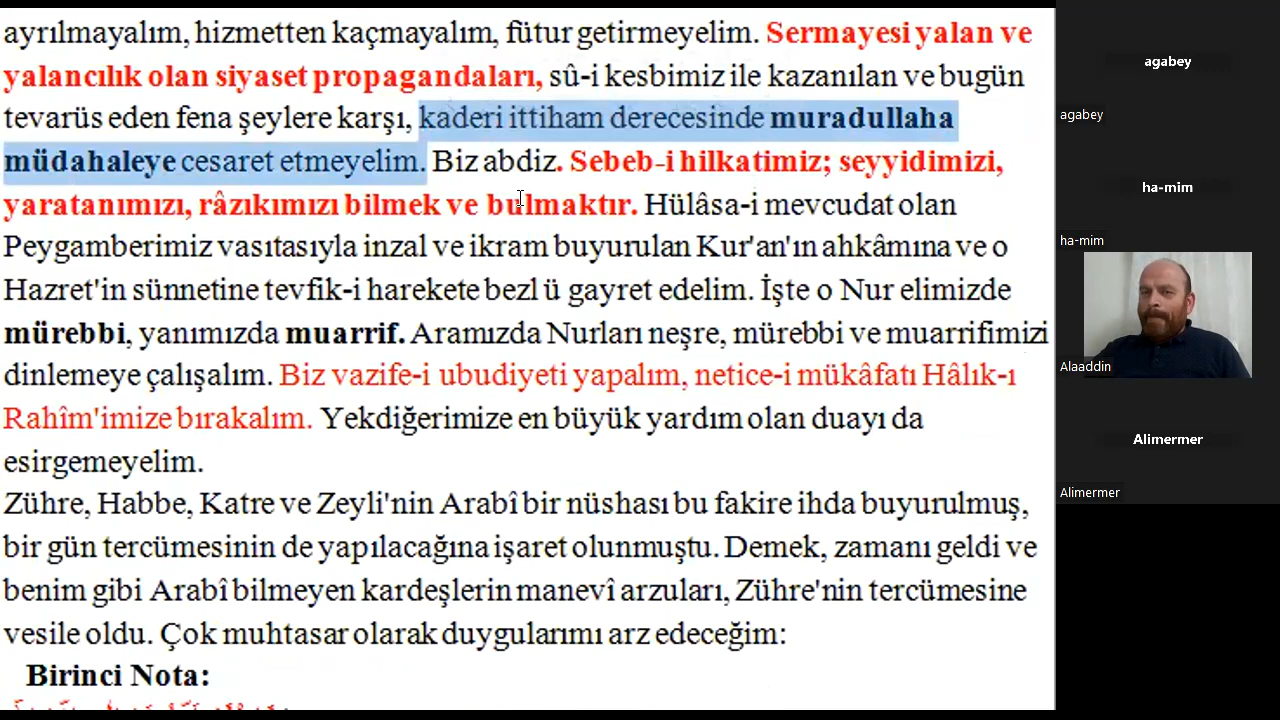 ayrılmayalım, hizmetten kaçmayalım, fütur getirmeyelim. Sermayesi yalan ve
yalancılık olan siyaset propagandaları, sû-i kesbimiz ile kazanılan ve bugün
tevarüs eden fena şeylere karşı, kaderi ittiham derecesinde muradullaha
müdahaleye cesaret etmeyelim. Biz abdiz. Sebeb-i hilkatimiz; seyyidimizi,
yaratanımızı, râzıkımızı bilmek ve bulmaktır. Hülâsa-i mevcudat olan
Peygamberimiz vasıtasıyla inzal ve ikram buyurulan Kur'an'ın ahkâmına ve o
Hazret'in sünnetine tevfik-i harekete bezl ü gayret edelim. İşte o Nur elimizde
mürebbi, yanımızda muarrif. Aramızda Nurları neşre, mürebbi ve muarrifimizi
dinlemeye çalışalım. Biz vazife-i ubudiyeti yapalım, netice-i mükâfatı Hâlık-ı
Rahîm'imize bırakalım. Yekdiğerimize en büyük yardım olan duayı da
esirgemeyelim.
Zühre, Habbe, Katre ve Zeyli'nin Arabî bir nüshası bu fakire ihda buyurulmuş,
bir gün tercümesinin de yapılacağına işaret olunmuştu. Demek, zamanı geldi ve
benim gibi Arabî bilmeyen kardeşlerin manevî arzuları, Zühre'nin tercümesine
vesile oldu. Çok muhtasar olarak duygularımı arz edeceğim:
Birinci Nota:
agabey
agabey
ha-mim
ha-mim
Alaaddin
Alimermer
Alimermer